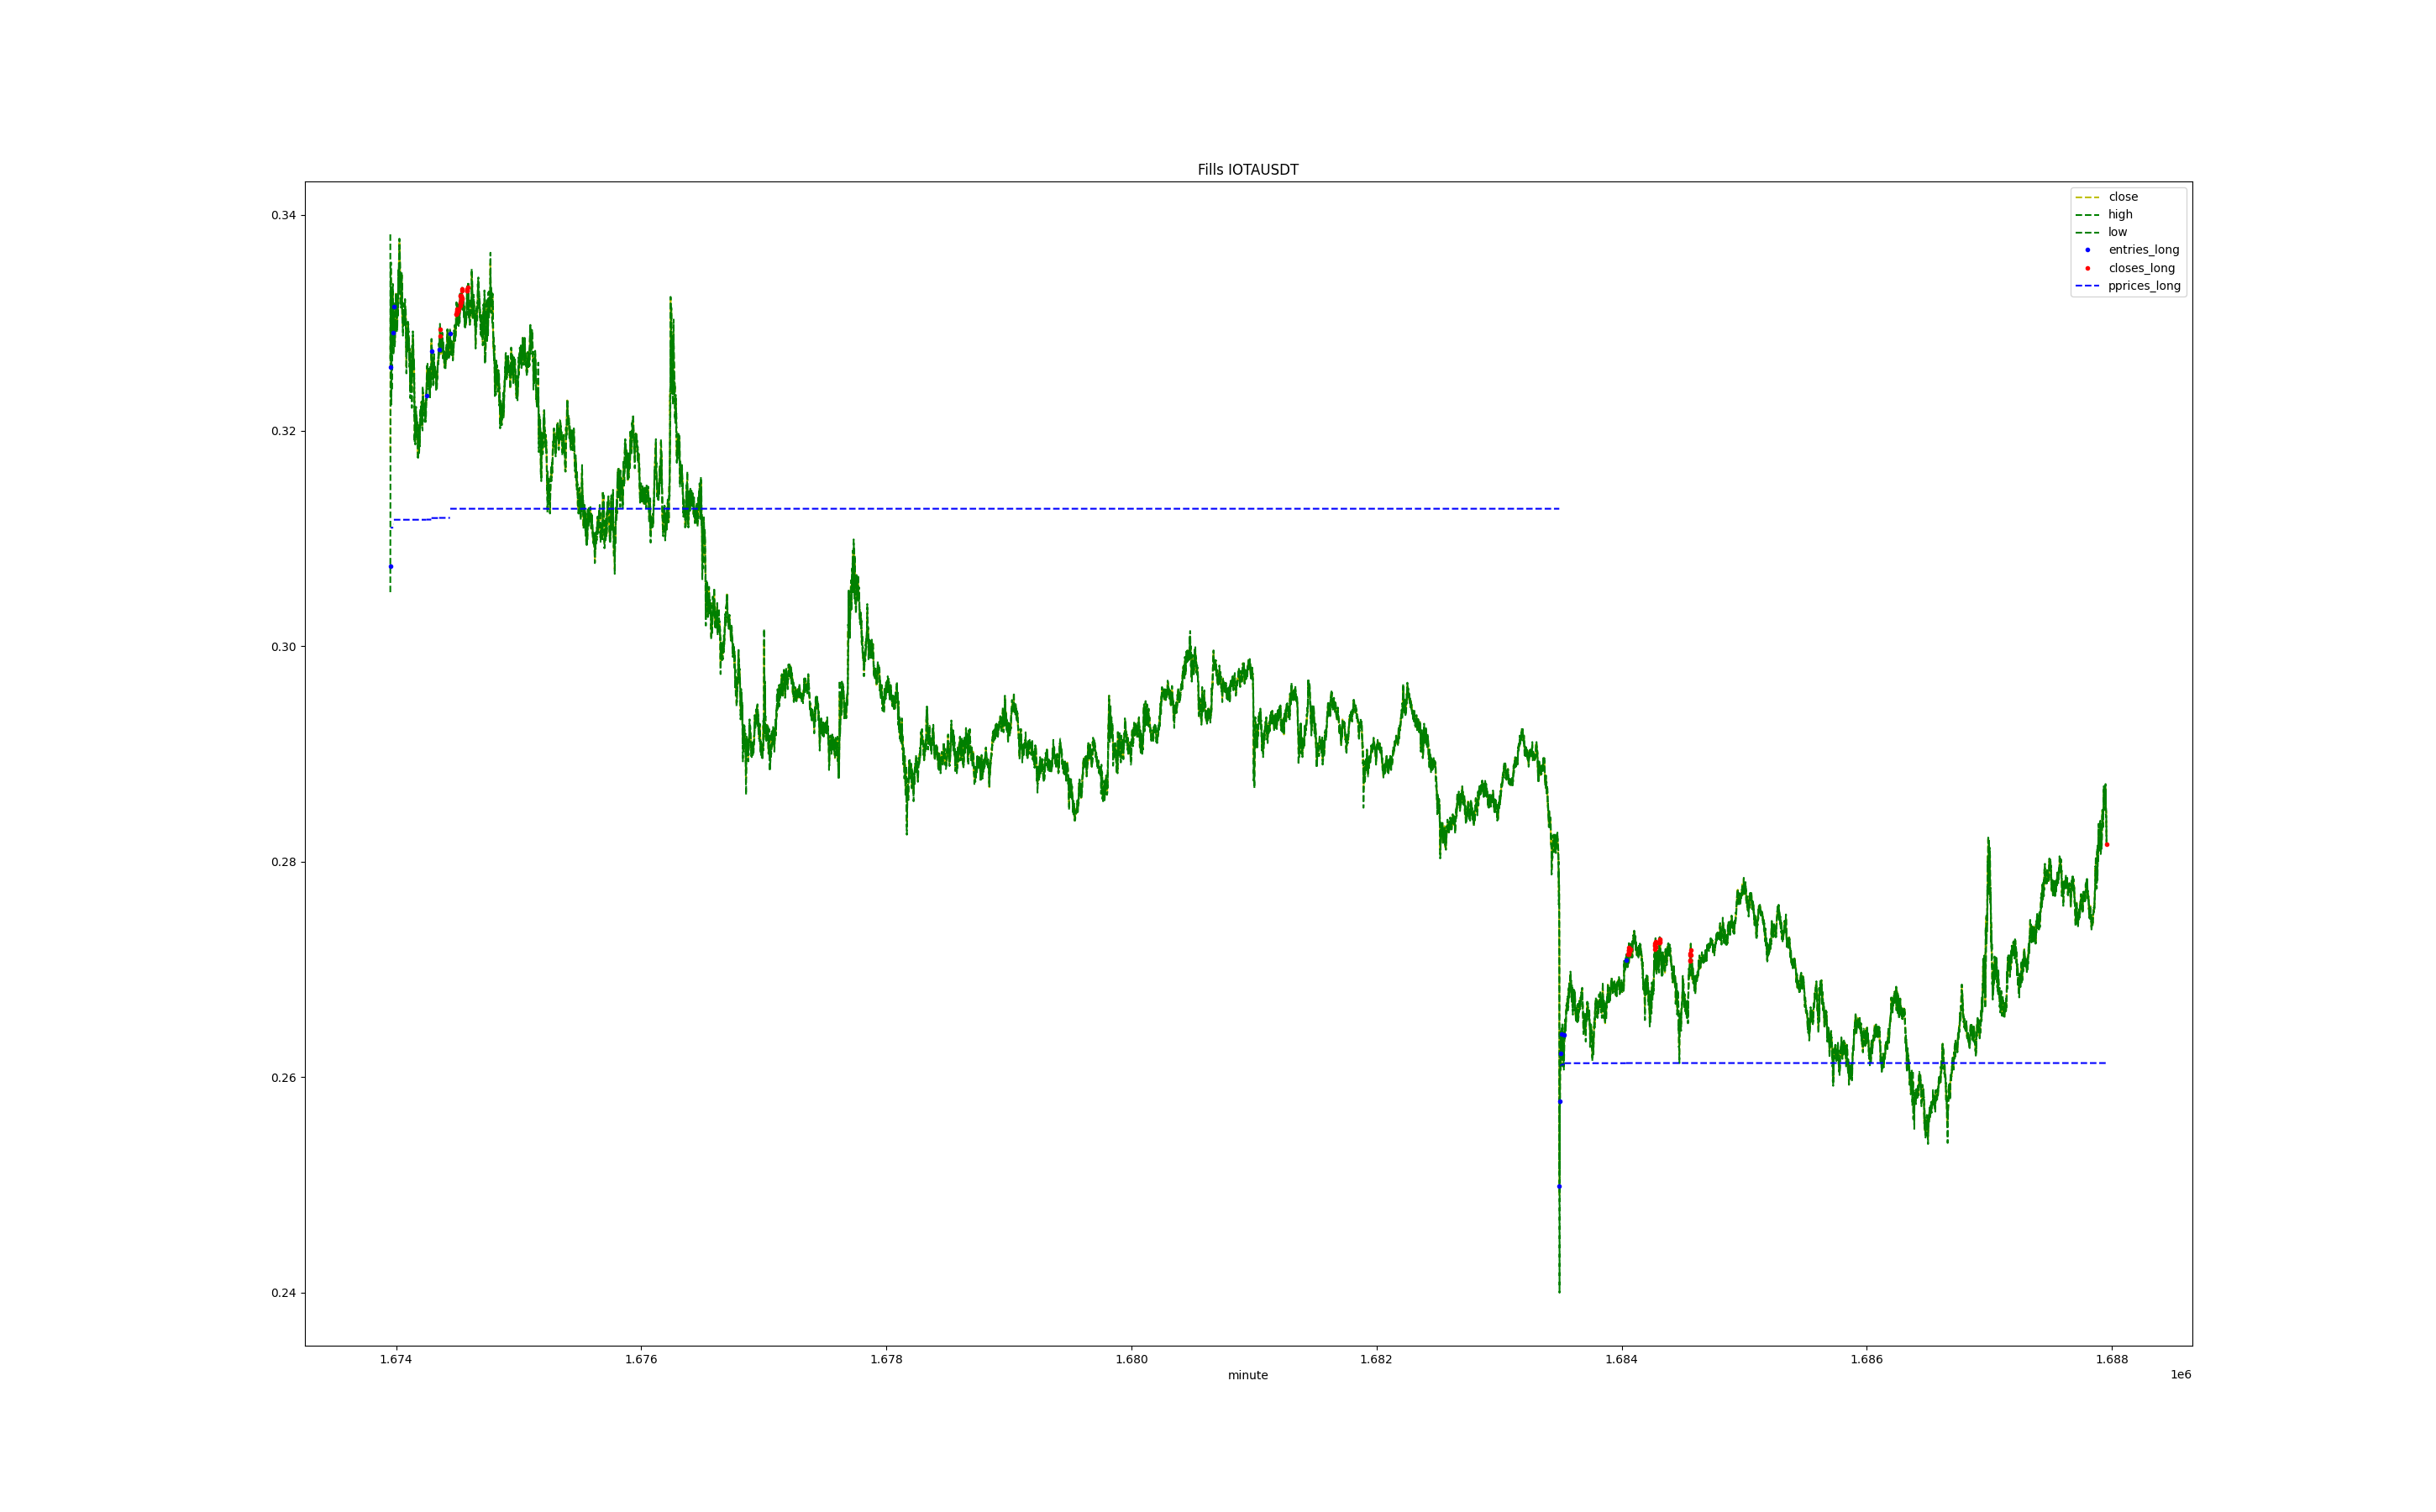 Fills IOTAUSDT
close
high
low
entries_long
closes_long
pprices_long
0.34
0.32
0.30
0.28
0.26
0.24
1.674
1.676
1.678
1.680
1.682
1.684
1.686
1.688
minute
1e6